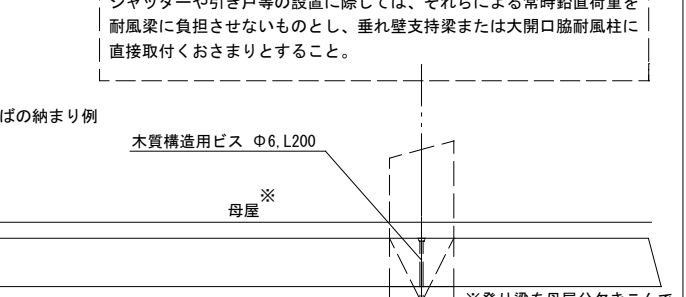 シャッターや引き戸等の設置に際しては、それらによる常時鉛直荷重を
耐風梁に負担させないものとし、垂れ壁支持梁または大開口脇耐風柱に
直接取付くおさまりとすること。
ばの納まり例
木質構造用ビス Φ6,L200
母屋※
※登り梁を母屋分欠きこんで